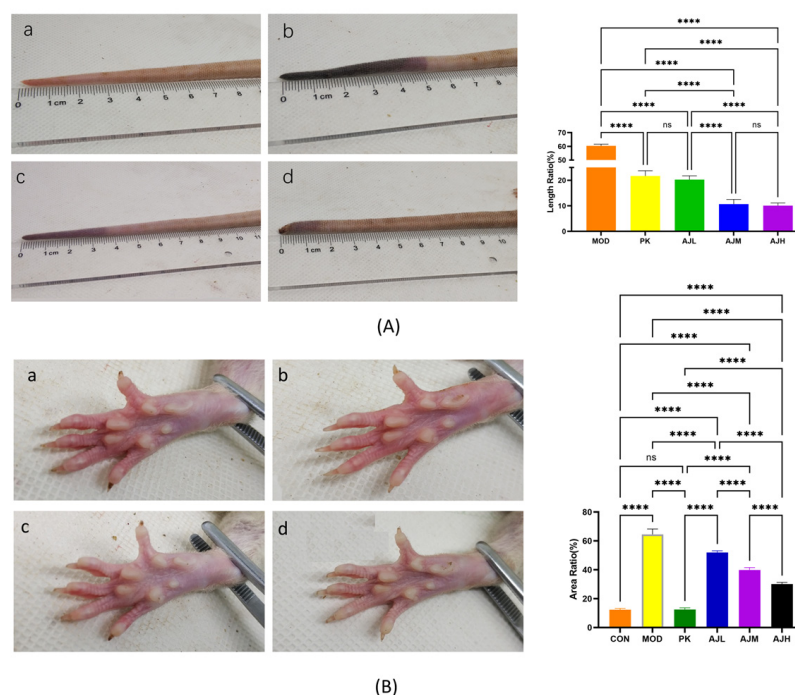 a
0 1cm 2 3 4 5 6 7 8
b
0 1 cm 2 3 4 5 6 7 8
c
0 1cm 2 3 4 5 6 7 8 9 10
d
0 1cm 2 3 4 5 6 7 8 9 10
****
****
****
****
**** ****
**** ns **** ns
Length Ratio(%)
70
60
50
20
10
0
MOD PK AJL AJM AJH
(A)
a
b
c
d
****
****
****
****
****
****
**** ****
ns ****
**** ****
**** **** ****
Area Ratio(%)
80
60
40
20
0
CON MOD PK AJL AJM AJH
(B)